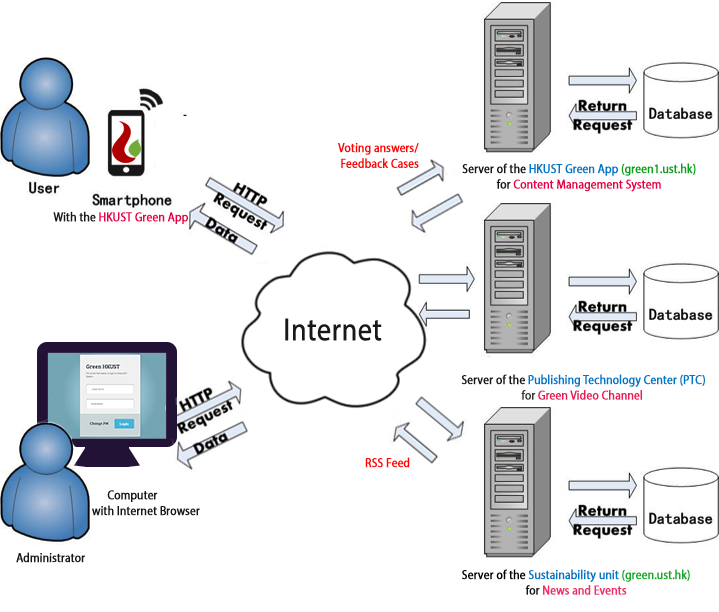 User
Smartphone
With the HKUST Green App
HTTP
Request
Data
Voting answers/
Feedback Cases
Return
Request
Database
Server of the HKUST Green App (green1.ust.hk)
for Content Management System
Internet
Return
Request
Database
Server of the Publishing Technology Center (PTC)
for Green Video Channel
Green HKUST
Change PW
Login
HTTP
Request
Data
Computer
with Internet Browser
Administrator
RSS Feed
Return
Request
Database
Server of the Sustainability unit (green.ust.hk)
for News and Events